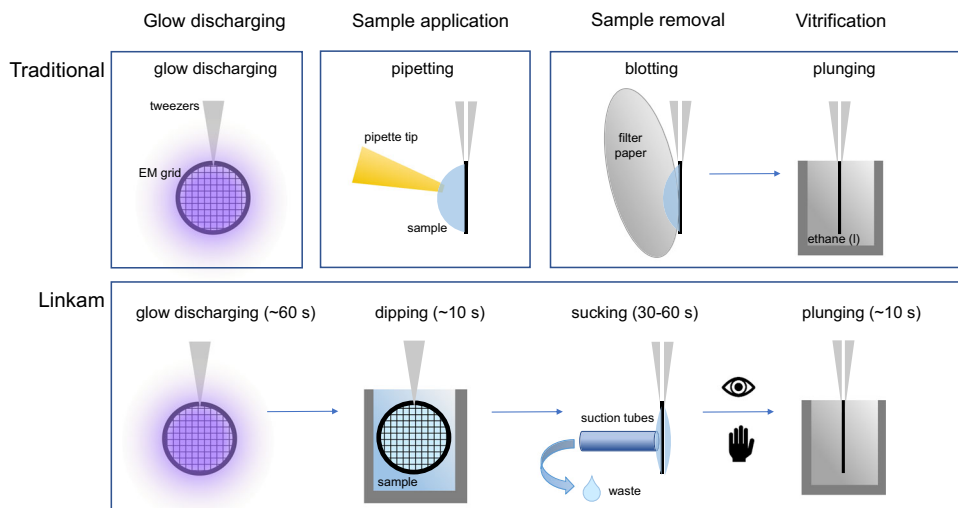 Glow discharging
Sample application
Sample removal
Vitrification
Traditional
glow discharging
pipetting
blotting
plunging
tweezers
EM grid
pipette tip
sample
filter
paper
ethane (l)
Linkam
glow discharging (~60 s)
dipping (~10 s)
sucking (30-60 s)
plunging (~10 s)
sample
suction tubes
waste